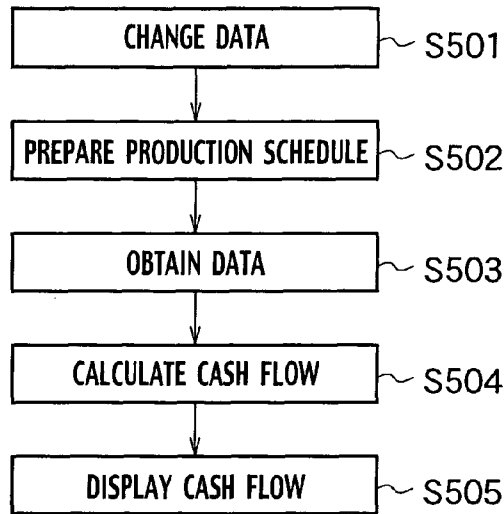 CHANGE DATA S501
PREPARE PRODUCTION SCHEDULE S502
OBTAIN DATA S503
CALCULATE CASH FLOW S504
DISPLAY CASH FLOW S505